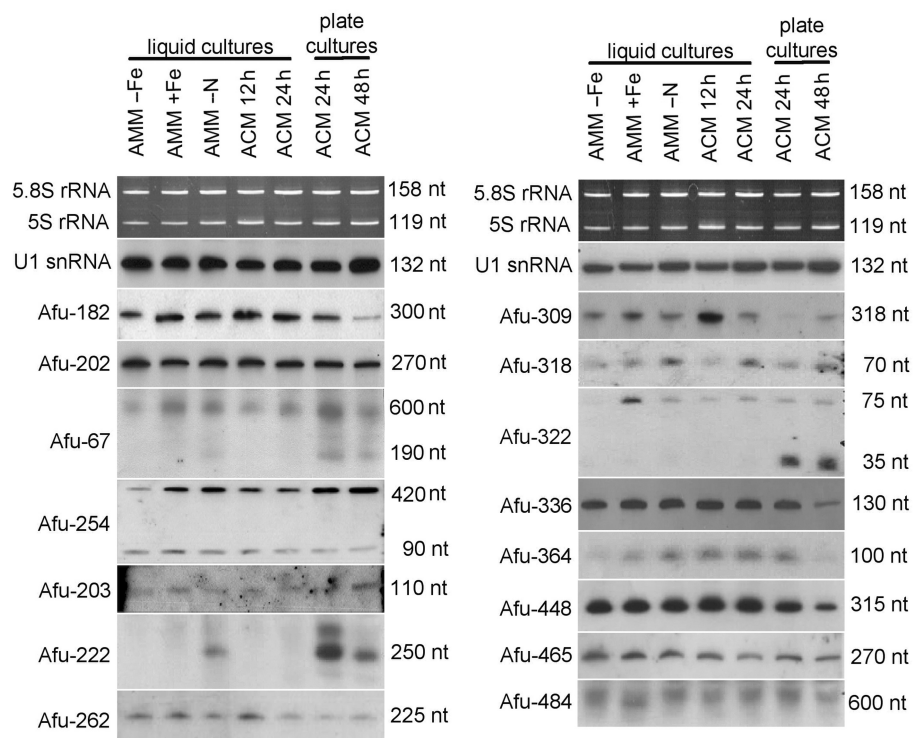 liquid cultures
plate
cultures
AMM –Fe
AMM +Fe
AMM –N
ACM 12h
ACM 24h
ACM 24h
ACM 48h
5.8S rRNA 158 nt
5S rRNA 119 nt
U1 snRNA 132 nt
Afu-182 300 nt
Afu-202 270 nt
600 nt
Afu-67
190 nt
420 nt
Afu-254
90 nt
Afu-203 110 nt
Afu-222 250 nt
Afu-262 225 nt
liquid cultures
plate
cultures
AMM –Fe
AMM +Fe
AMM –N
ACM 12h
ACM 24h
ACM 24h
ACM 48h
5.8S rRNA 158 nt
5S rRNA 119 nt
U1 snRNA 132 nt
Afu-309 318 nt
Afu-318 70 nt
75 nt
Afu-322
35 nt
Afu-336 130 nt
Afu-364 100 nt
Afu-448 315 nt
Afu-465 270 nt
Afu-484 600 nt